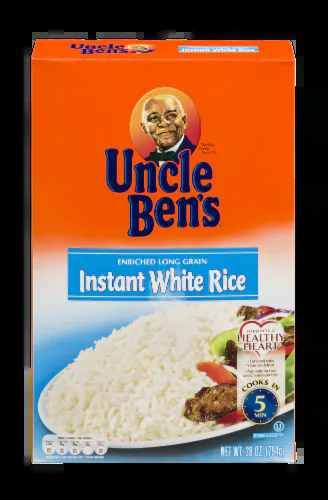 Uncle
Ben's
Instant White Rice
Uncle
Ben's
ENRICHED LONG GRAIN
Instant White Rice
HEALTHY
HEART
COOKS IN
5
MIN
NET WT. 28 OZ. (794g)